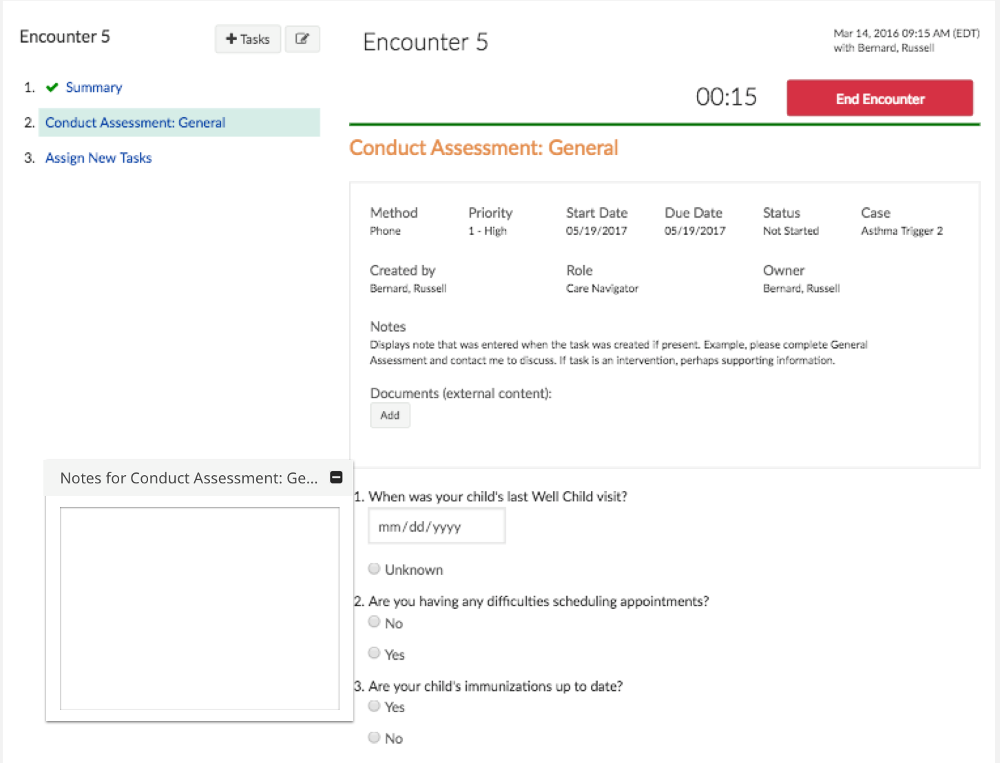 Encounter 5
Tasks
1. Summary
2. Conduct Assessment: General
3. Assign New Tasks
Encounter 5
Mar 14, 2016 09:15 AM (EDT)
with Bernard, Russell
00:15
End Encounter
Conduct Assessment: General
Method Priority Start Date Due Date Status Case
Phone 1 - High 05/19/2017 05/19/2017 Not Started Asthma Trigger 2
Created by Role Owner
Bernard, Russell Care Navigator Bernard, Russell
Notes
Displays note that was entered when the task was created if present. Example, please complete General
Assessment and contact me to discuss. If task is an intervention, perhaps supporting information.
Documents (external content):
Add
Notes for Conduct Assessment: Ge...
1. When was your child's last Well Child visit?
mm/dd/yyyy
Unknown
2. Are you having any difficulties scheduling appointments?
No
Yes
3. Are your child's immunizations up to date?
Yes
No